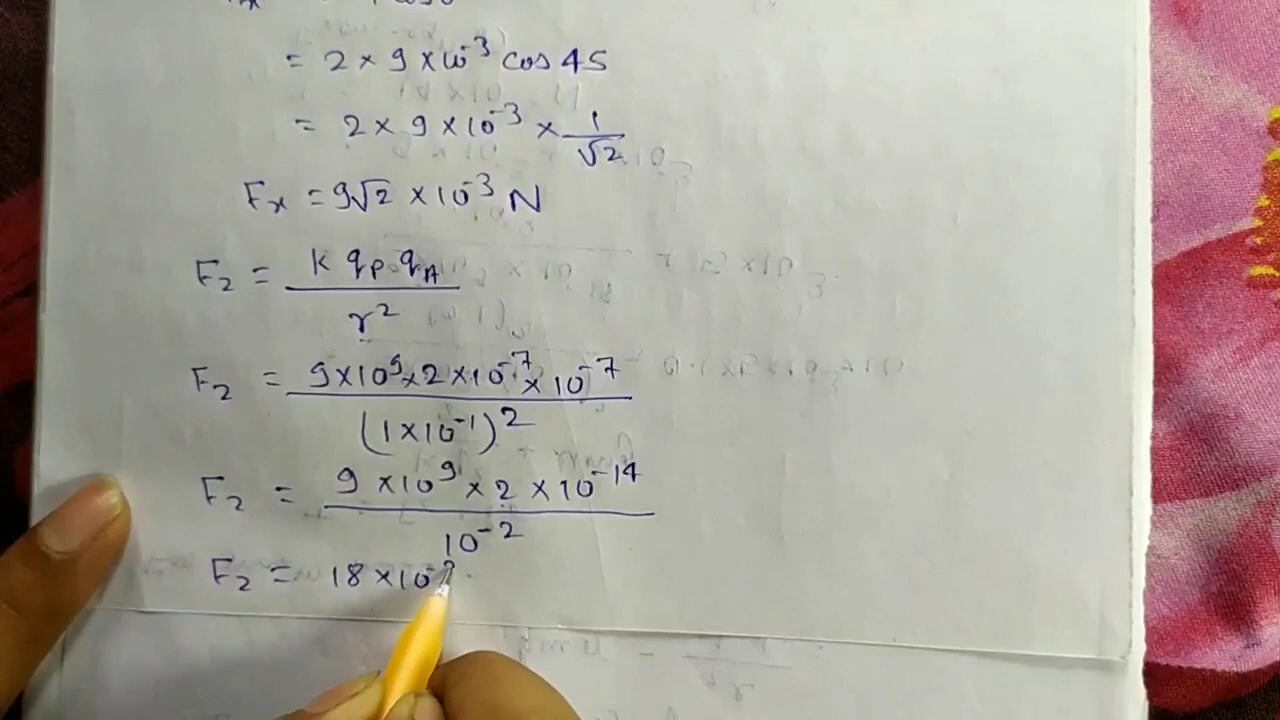 = 2 × 9 × 10⁻³ cos 45
= 2 × 9 × 10⁻³ × 1/√2
Fx = 9√2 × 10⁻³ N
F₂ = k qP qA / r²
F₂ = 9×10⁹ × 2 × 10⁻⁷ × 10⁻⁷ / (1×10⁻¹)²
F₂ = 9 × 10⁹ × 2 × 10⁻¹⁴ / 10⁻²
F₂ = 18 × 10